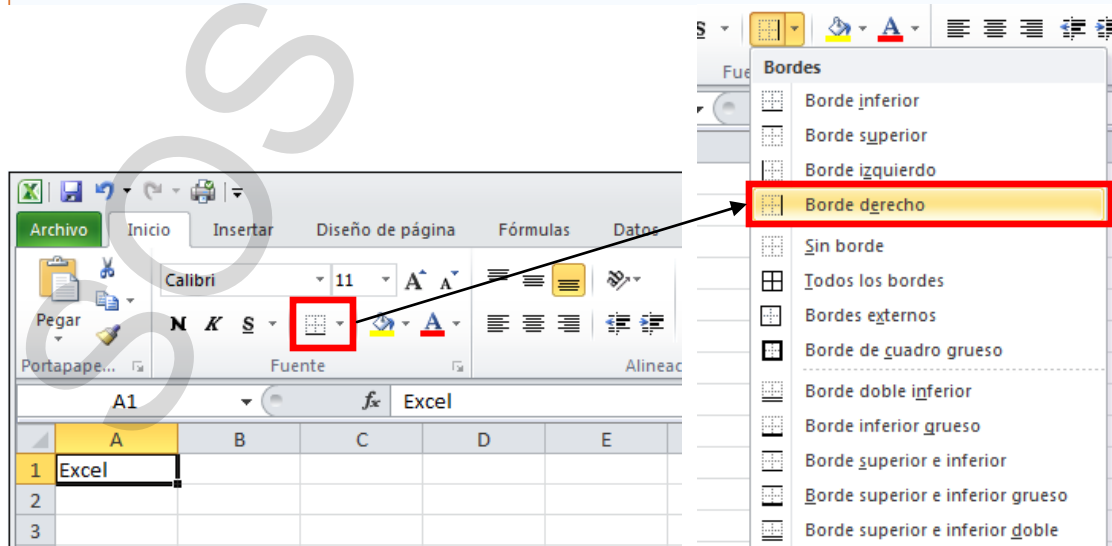 SOS
Archivo Inicio Insertar Diseño de página Fórmulas Datos
Calibri 11 A A
Pegar N K S A
Portapape... Fuente Alineac
A1 fx Excel
A B C D E
1 Excel
2
3
S A
Fue
Bordes
Borde inferior
Borde superior
Borde izquierdo
Borde derecho
Sin borde
Todos los bordes
Bordes externos
Borde de cuadro grueso
Borde doble inferior
Borde inferior grueso
Borde superior e inferior
Borde superior e inferior grueso
Borde superior e inferior doble